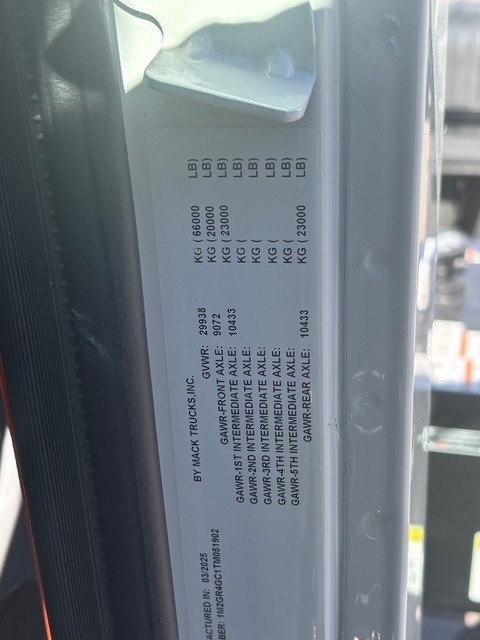 BY MACK TRUCKS,INC.
GVWR: 29938 KG ( 66000 LB)
GAWR-FRONT AXLE: 9072 KG ( 20000 LB)
GAWR-1ST INTERMEDIATE AXLE: 10433 KG ( 23000 LB)
GAWR-2ND INTERMEDIATE AXLE: KG ( LB)
GAWR-3RD INTERMEDIATE AXLE: KG ( LB)
GAWR-4TH INTERMEDIATE AXLE: KG ( LB)
GAWR-5TH INTERMEDIATE AXLE: KG ( LB)
GAWR-REAR AXLE: 10433 KG ( 23000 LB)
ACTURED IN: 03/2025
BER: 1M2GR4GC1TM051902